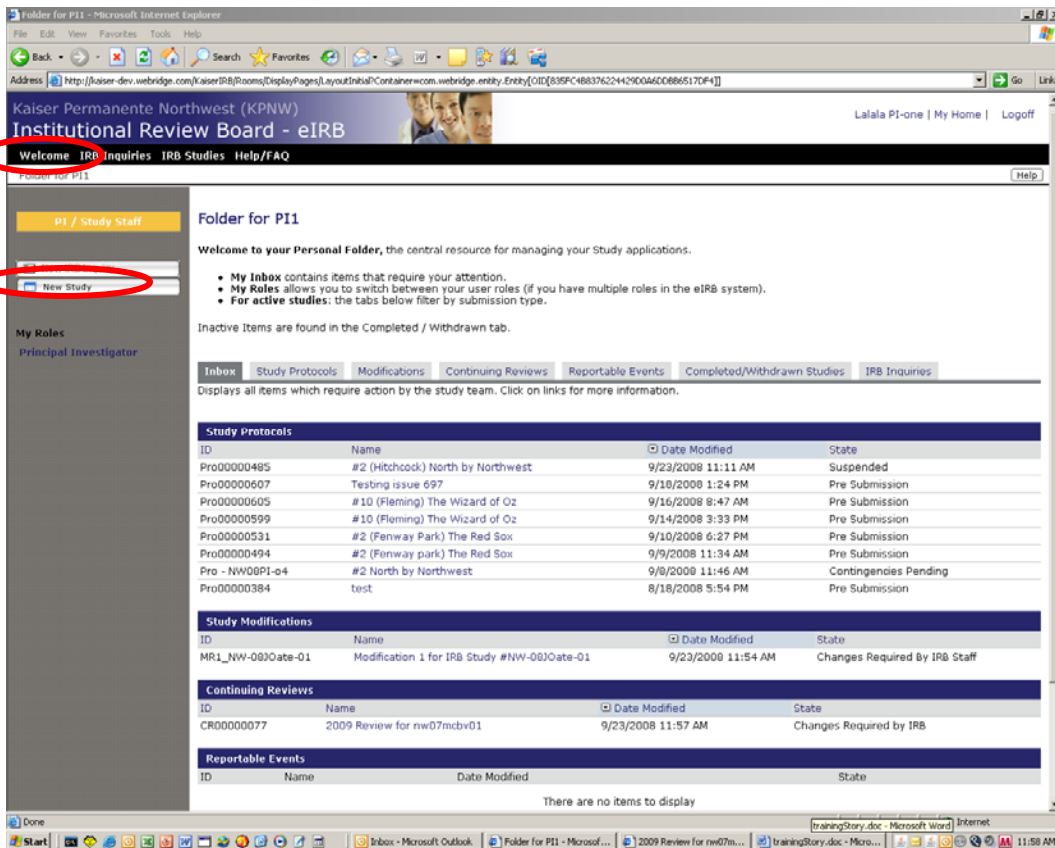 Folder for PI1 - Microsoft Internet Explorer
File Edit View Favorites Tools Help
Back Search Favorites
Address http://kaiser-dev.webridge.com/KaiserIRB/Rooms/DisplayPages/LayoutInitial?Container=com.webridge.entity.Entity[OID[835FC4B8376224429D0A6DDBB6517DF4]] Go Link
Kaiser Permanente Northwest (KPNW)
Lalala PI-one | My Home | Logoff
Institutional Review Board - eIRB
Welcome IRB Inquiries IRB Studies Help/FAQ
Folder for PI1 Help
PI / Study Staff
New Study
My Roles
Principal Investigator
Folder for PI1
Welcome to your Personal Folder, the central resource for managing your Study applications.
• My Inbox contains items that require your attention.
• My Roles allows you to switch between your user roles (if you have multiple roles in the eIRB system).
• For active studies: the tabs below filter by submission type.
Inactive Items are found in the Completed / Withdrawn tab.
Inbox Study Protocols Modifications Continuing Reviews Reportable Events Completed/Withdrawn Studies IRB Inquiries
Displays all items which require action by the study team. Click on links for more information.
Study Protocols
ID Name Date Modified State
Pro00000485 #2 (Hitchcock) North by Northwest 9/23/2008 11:11 AM Suspended
Pro00000607 Testing issue 697 9/18/2008 1:24 PM Pre Submission
Pro00000605 #10 (Fleming) The Wizard of Oz 9/16/2008 8:47 AM Pre Submission
Pro00000599 #10 (Fleming) The Wizard of Oz 9/14/2008 3:33 PM Pre Submission
Pro00000531 #2 (Fenway Park) The Red Sox 9/10/2008 6:27 PM Pre Submission
Pro00000494 #2 (Fenway park) The Red Sox 9/9/2008 11:34 AM Pre Submission
Pro - NW08PI-o4 #2 North by Northwest 9/8/2008 11:46 AM Contingencies Pending
Pro00000384 test 8/18/2008 5:54 PM Pre Submission
Study Modifications
ID Name Date Modified State
MR1_NW-08JOate-01 Modification 1 for IRB Study #NW-08JOate-01 9/23/2008 11:54 AM Changes Required By IRB Staff
Continuing Reviews
ID Name Date Modified State
CR00000077 2009 Review for nw07mcbv01 9/23/2008 11:57 AM Changes Required by IRB
Reportable Events
ID Name Date Modified State
There are no items to display
Done trainingStory.doc - Microsoft Word Internet
Start Inbox - Microsoft Outlook Folder for PI1 - Microsof... 2009 Review for nw07m... trainingStory.doc - Micro... 11:58 AM